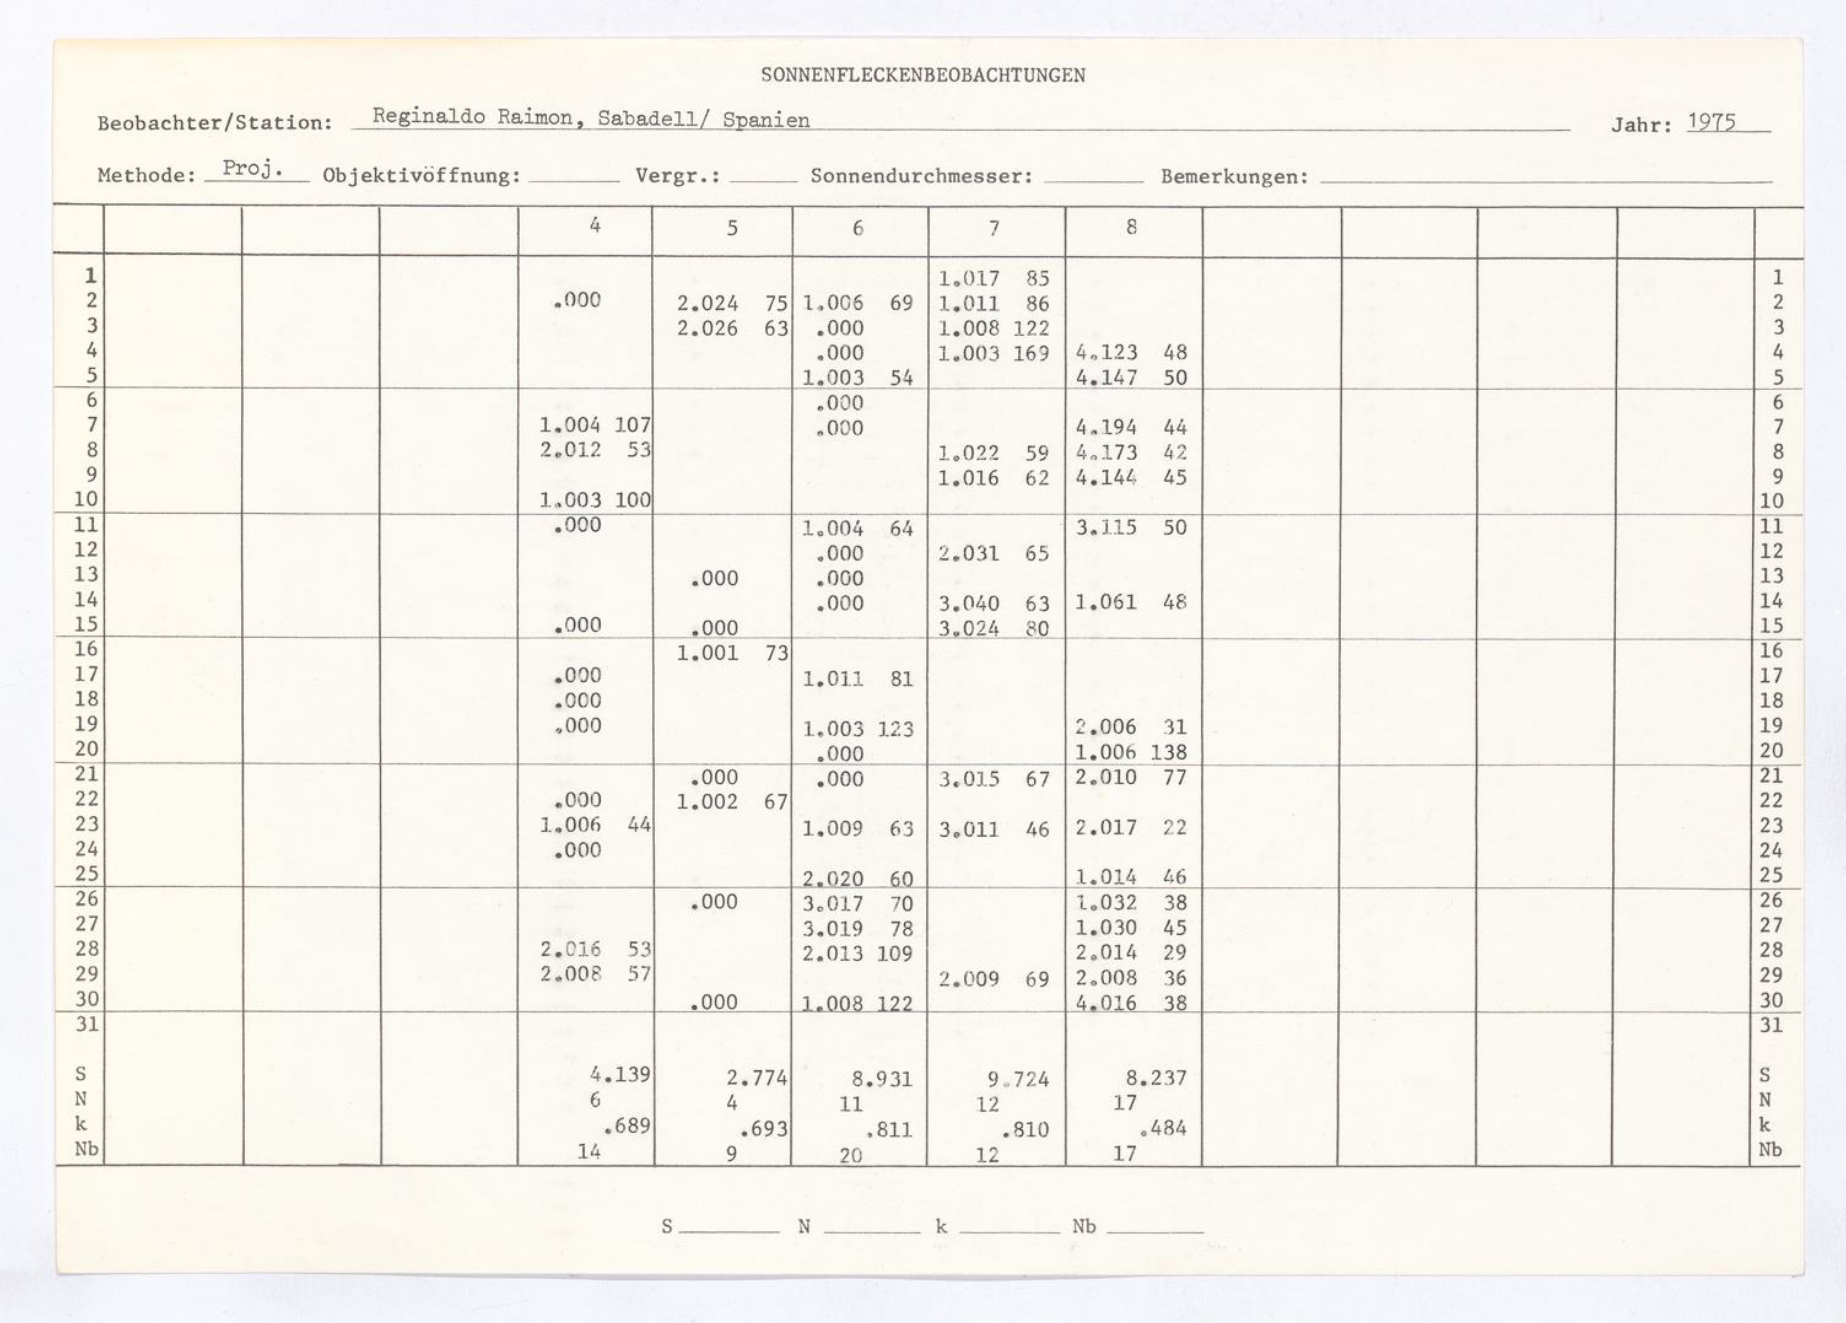 SONNENFLECKENBEOBACHTUNGEN
Beobachter/Station: Reginaldo Raimon, Sabadell/ Spanien Jahr: 1975
Methode: Proj. Objektivöffnung: Vergr.: Sonnendurchmesser: Bemerkungen:
4 5 6 7 8
1 1.017 85 1
2 .000 2.024 75 1.006 69 1.011 86 2
3 2.026 63 .000 1.008 122 3
4 .000 1.003 169 4.123 48 4
5 1.003 54 4.147 50 5
6 .000 6
7 1.004 107 .000 4.194 44 7
8 2.012 53 1.022 59 4.173 42 8
9 1.016 62 4.144 45 9
10 1.003 100 10
11 .000 1.004 64 3.115 50 11
12 .000 2.031 65 12
13 .000 .000 13
14 .000 3.040 63 1.061 48 14
15 .000 .000 3.024 80 15
16 1.001 73 16
17 .000 1.011 81 17
18 .000 18
19 .000 1.003 123 2.006 31 19
20 .000 1.006 138 20
21 .000 .000 3.015 67 2.010 77 21
22 .000 1.002 67 22
23 1.006 44 1.009 63 3.011 46 2.017 22 23
24 .000 24
25 2.020 60 1.014 46 25
26 .000 3.017 70 1.032 38 26
27 3.019 78 1.030 45 27
28 2.016 53 2.013 109 2.014 29 28
29 2.008 57 2.009 69 2.008 36 29
30 .000 1.008 122 4.016 38 30
31 31
S 4.139 2.774 8.931 9.724 8.237 S
N 6 4 11 12 17 N
k .689 .693 .811 .810 .484 k
Nb 14 9 20 12 17 Nb
S N k Nb